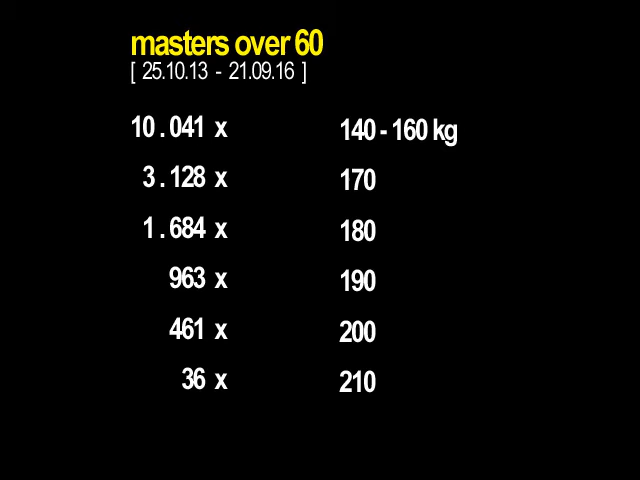 masters over 60
[ 25.10.13 - 21.09.16 ]
10.041 x 140 - 160 kg
3.128 x 170
1.684 x 180
963 x 190
461 x 200
36 x 210